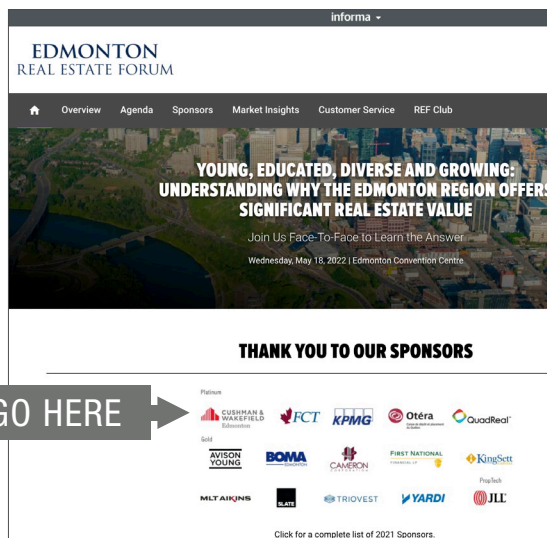 informa
EDMONTON
REAL ESTATE FORUM
Overview Agenda Sponsors Market Insights Customer Service REF Club
YOUNG, EDUCATED, DIVERSE AND GROWING:
UNDERSTANDING WHY THE EDMONTON REGION OFFERS
SIGNIFICANT REAL ESTATE VALUE
Join Us Face-To-Face to Learn the Answer
Wednesday, May 18, 2022 | Edmonton Convention Centre
THANK YOU TO OUR SPONSORS
GO HERE
Platinum
CUSHMAN &
WAKEFIELD
Edmonton
FCT
KPMG
Otéra
QuadReal
Gold
AVISON
YOUNG
BOMA
EDMONTON
CAMERON
CORPORATION
FIRST NATIONAL
FINANCIAL LP
KingSett
PropTech
MLT AIKINS
SLATE
TRIOVEST
YARDI
JLL
Click for a complete list of 2021 Sponsors.